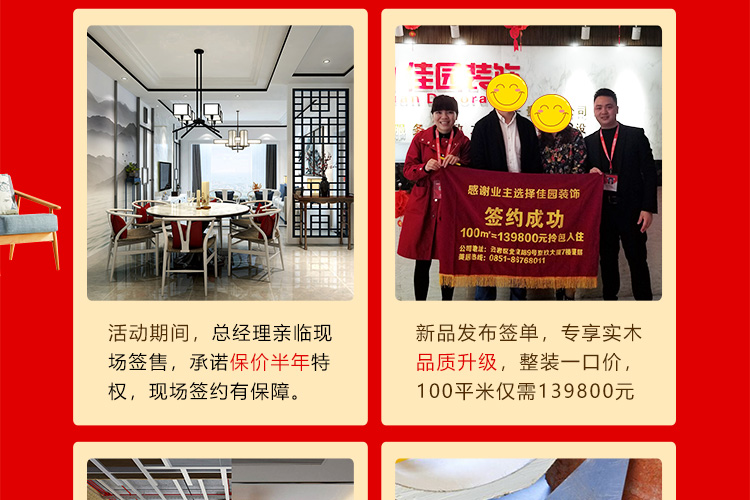 活动期间，总经理亲临现
场签售，承诺保价半年特
权，现场签约有保障。
佳园装饰
感谢业主选择佳园装饰
签约成功
100㎡=139800元拎包入住
0851-86768011
新品发布签单，专享实木
品质升级，整装一口价，
100平米仅需139800元